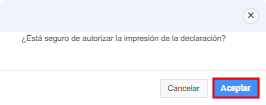 ¿Está seguro de autorizar la impresión de la declaración?
Cancelar Aceptar